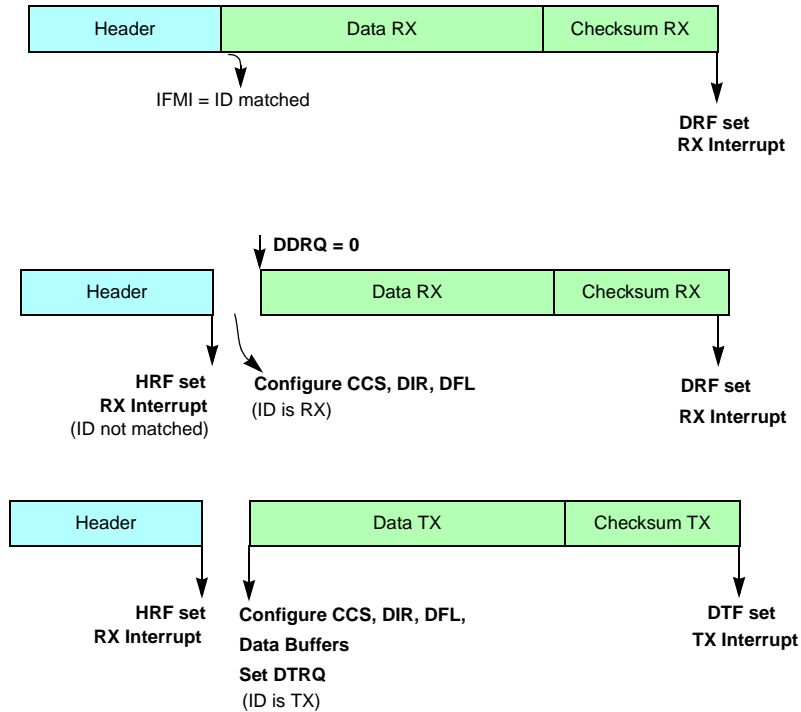 Header
Data RX
Checksum RX
IFMI = ID matched
DRF set
RX Interrupt
DDRQ = 0
Header
Data RX
Checksum RX
HRF set
RX Interrupt
(ID not matched)
Configure CCS, DIR, DFL
(ID is RX)
DRF set
RX Interrupt
Header
Data TX
Checksum TX
HRF set
RX Interrupt
Configure CCS, DIR, DFL,
Data Buffers
Set DTRQ
(ID is TX)
DTF set
TX Interrupt